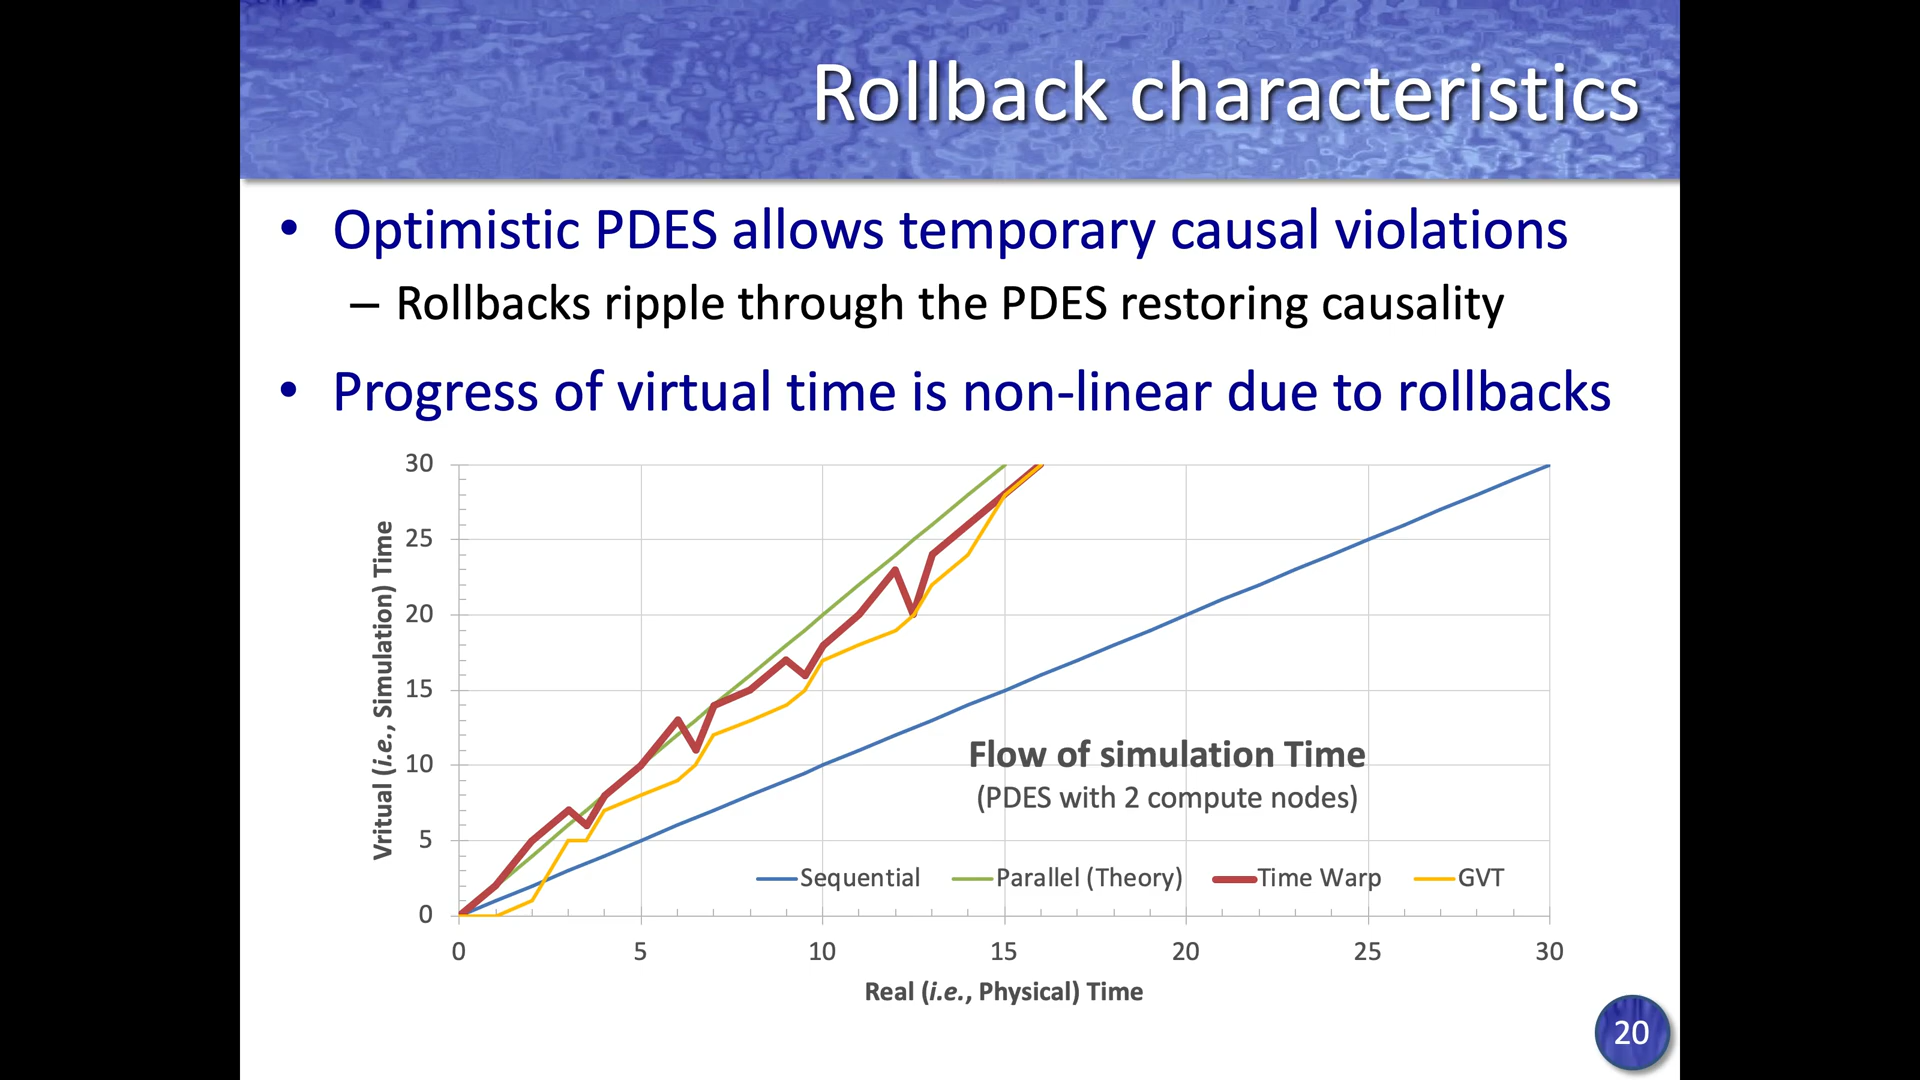 Rollback characteristics
• Optimistic PDES allows temporary causal violations
– Rollbacks ripple through the PDES restoring causality
• Progress of virtual time is non-linear due to rollbacks
Vritual (i.e., Simulation) Time
30
25
20
15
10
5
0
Flow of simulation Time
(PDES with 2 compute nodes)
Sequential Parallel (Theory) Time Warp GVT
0 5 10 15 20 25 30
Real (i.e., Physical) Time
20